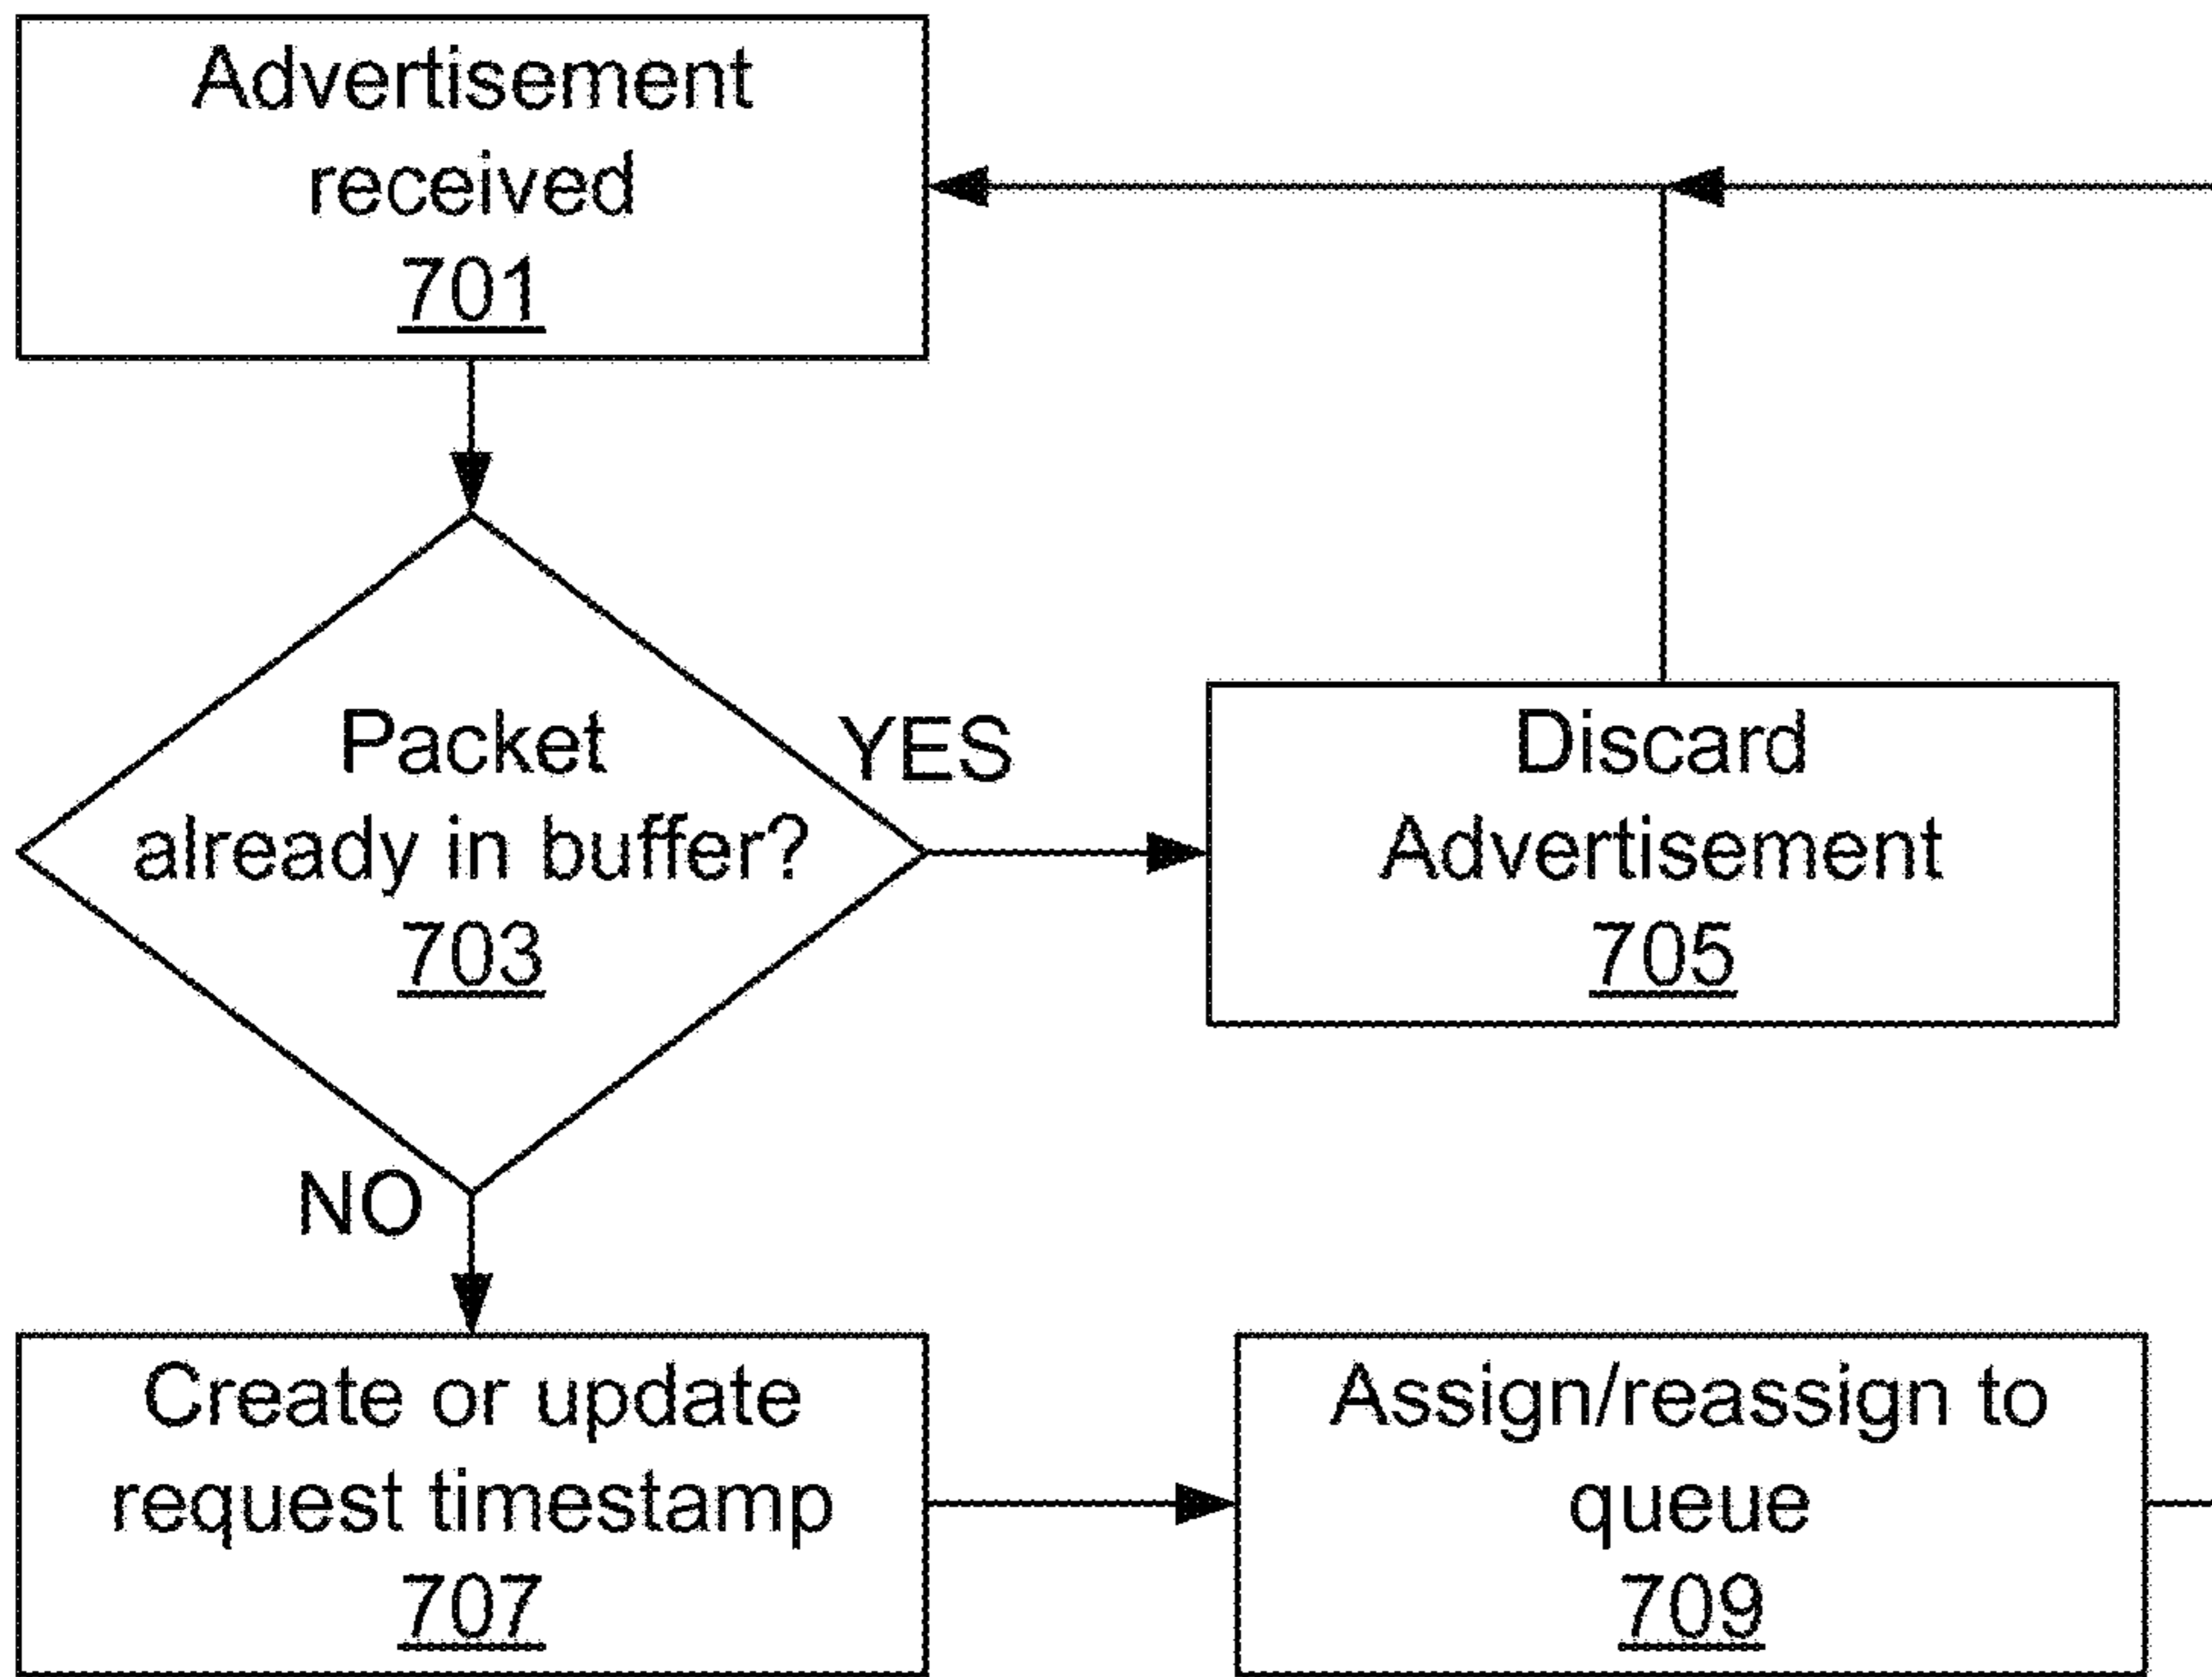 Advertisement
received
701
Packet
already in buffer?
703
YES
Discard
Advertisement
705
NO
Create or update
request timestamp
707
Assign/reassign to
queue
709